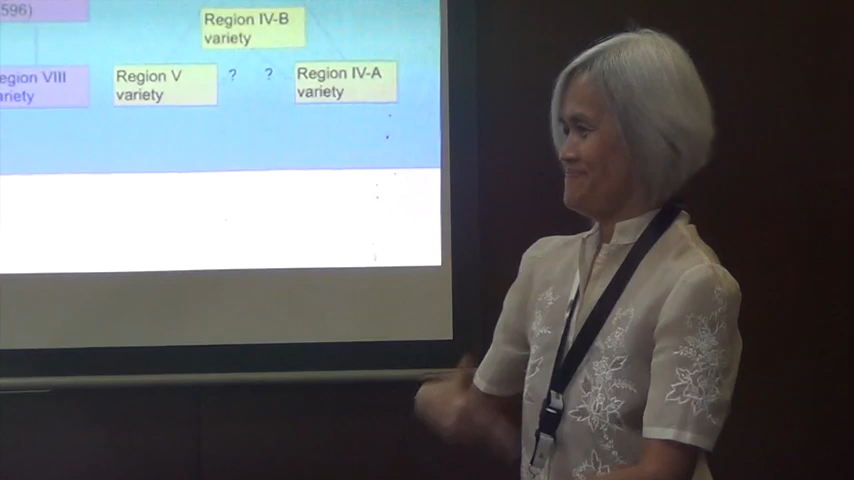 596)
Region IV-B
variety
egion VIII
ariety
Region V
variety
?
?
Region IV-A
variety